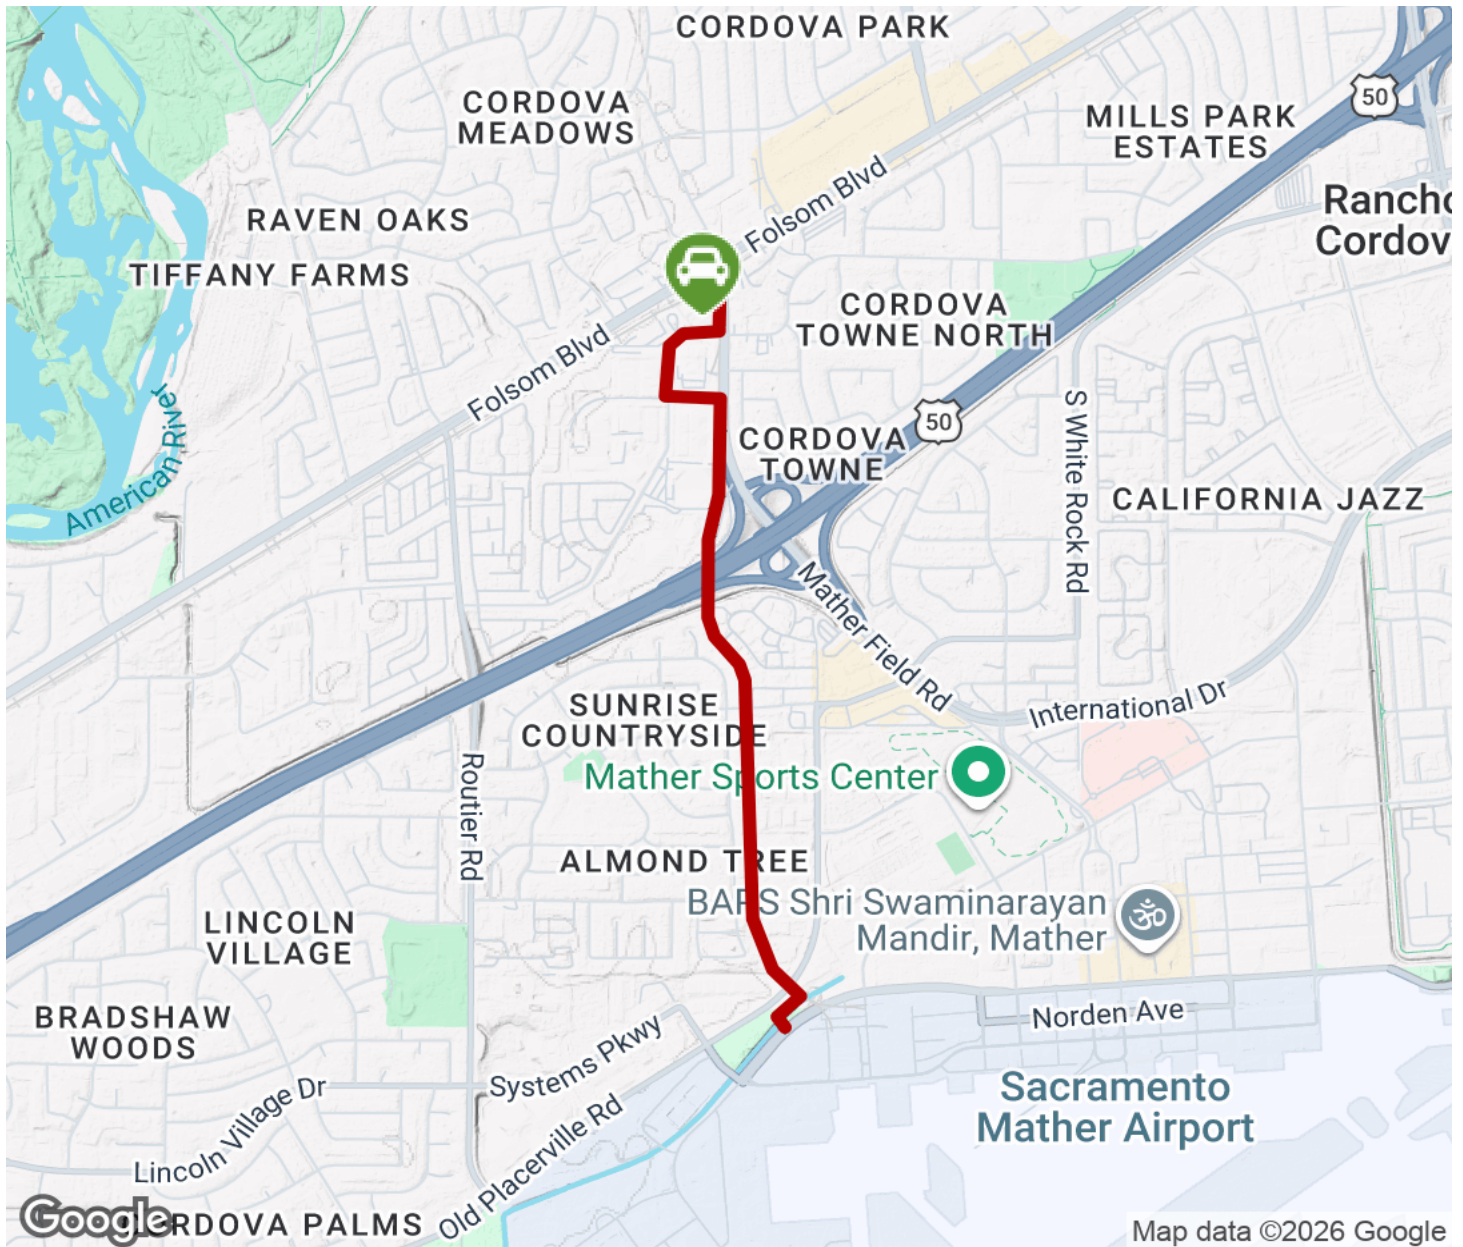 CORDOVA PARK
CORDOVA
MEADOWS
50
MILLS PARK
ESTATES
Folsom Blvd
Rancho
Cordov
RAVEN OAKS
TIFFANY FARMS
CORDOVA
TOWNE NORTH
Folsom Blvd
American River
50
S White Rock Rd
CORDOVA
TOWNE
CALIFORNIA JAZZ
Mather Field Rd
International Dr
SUNRISE
COUNTRYSIDE
Mather Sports Center
Routier Rd
ALMOND TREE
BAPS Shri Swaminarayan
Mandir, Mather
LINCOLN
VILLAGE
BRADSHAW
WOODS
Norden Ave
Systems Pkwy
Lincoln Village Dr
Sacramento
Mather Airport
Old Placerville Rd
Google
CORDOVA PALMS
Map data ©2026 Google